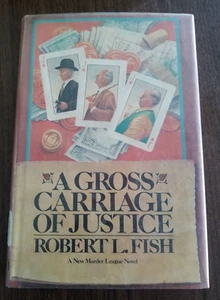 A GROSS
CARRIAGE
OF JUSTICE
ROBERT L. FISH
A New Murder League Novel